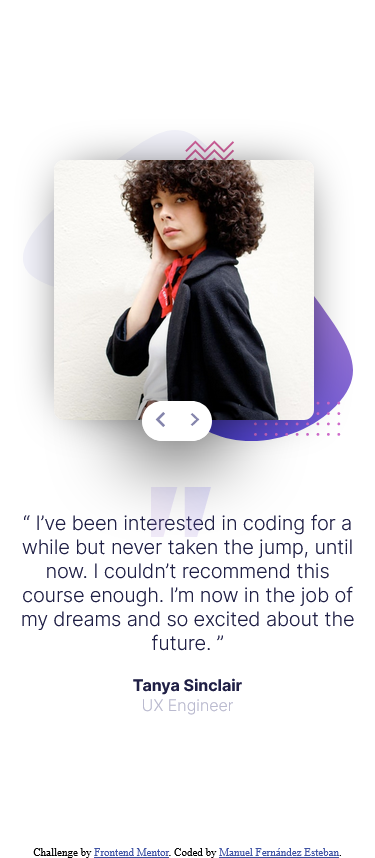 “ I’ve been interested in coding for a
while but never taken the jump, until
now. I couldn’t recommend this
course enough. I’m now in the job of
my dreams and so excited about the
future. ”
Tanya Sinclair
UX Engineer
Challenge by Frontend Mentor. Coded by Manuel Fernández Esteban.